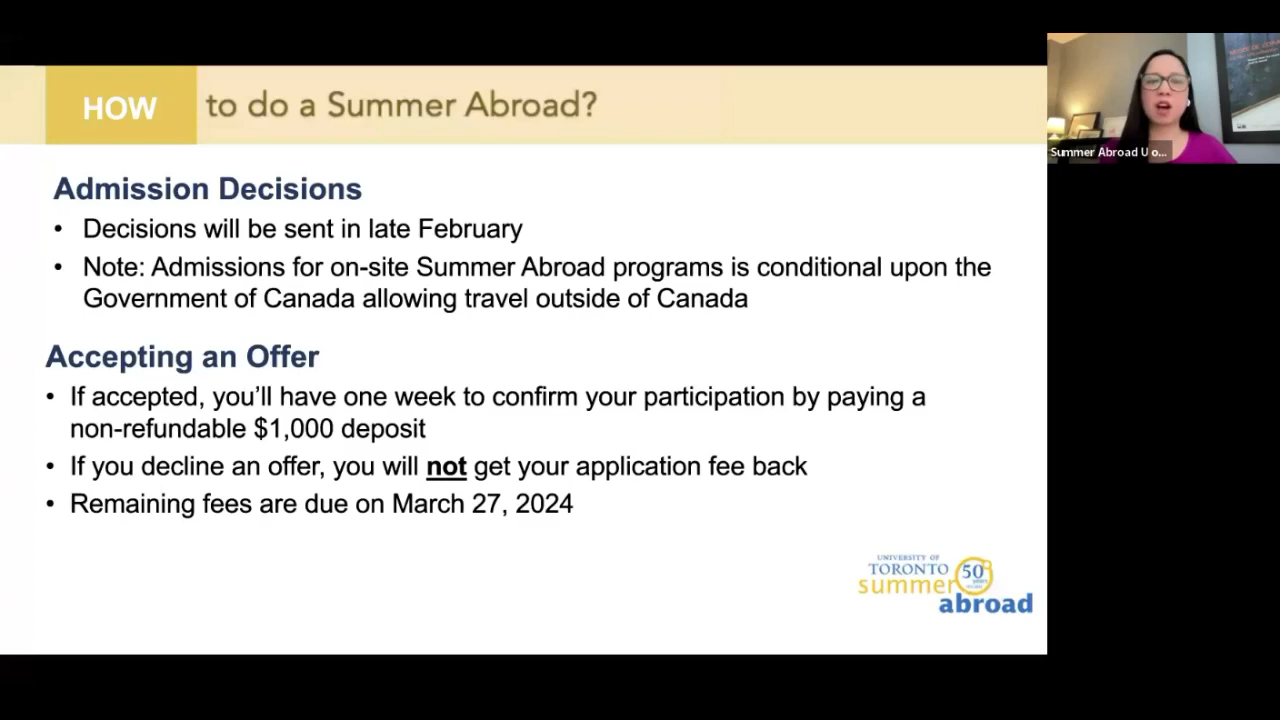 HOW to do a Summer Abroad?
Summer Abroad U o...
Admission Decisions
• Decisions will be sent in late February
• Note: Admissions for on-site Summer Abroad programs is conditional upon the
Government of Canada allowing travel outside of Canada
Accepting an Offer
• If accepted, you’ll have one week to confirm your participation by paying a
non-refundable $1,000 deposit
• If you decline an offer, you will not get your application fee back
• Remaining fees are due on March 27, 2024
UNIVERSITY OF
TORONTO
50
years
summer
abroad